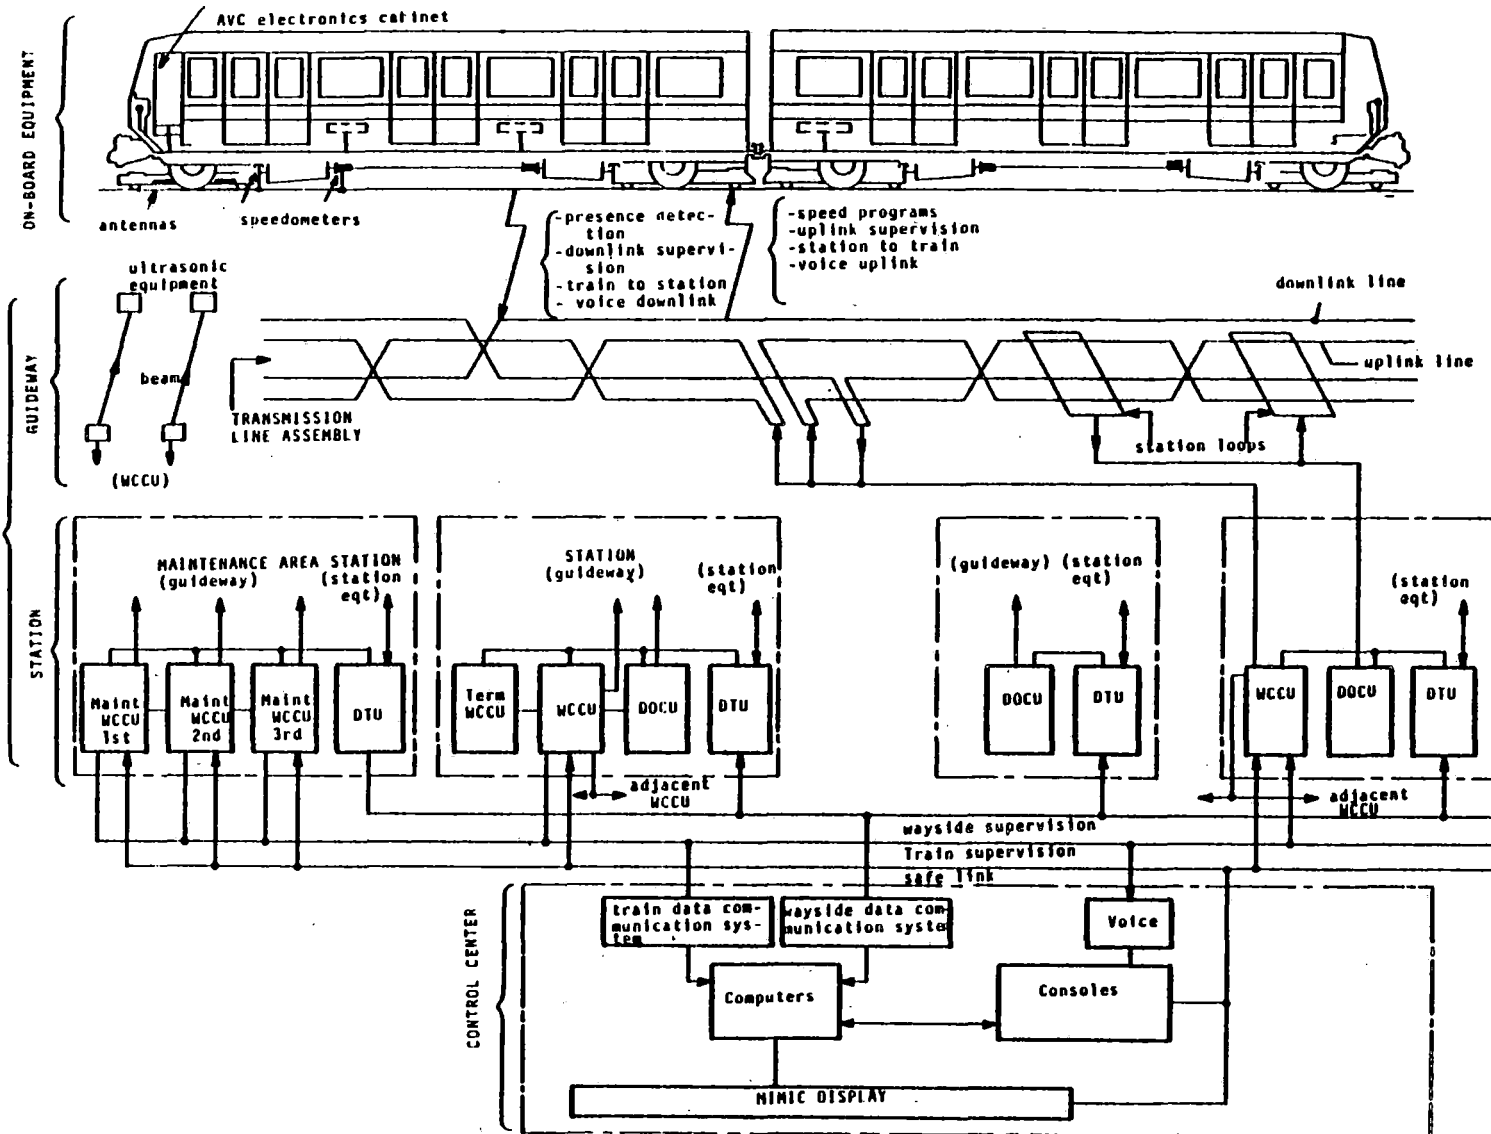 AVC electronics cabinet
ON-BOARD EQUIPMENT
antennas
speedometers
-presence detec-
tion
-downlink supervi-
sion
-train to station
- voice downlink
-speed programs
-uplink supervision
-station to train
-voice uplink
ultrasonic
equipment
downlink line
GUIDEWAY
beam
uplink line
TRANSMISSION
LINE ASSEMBLY
station loops
(WCCU)
STATION
MAINTENANCE AREA STATION
(guideway)
(station
eqt)
Maint
WCCU
1st
Maint
WCCU
2nd
Maint
WCCU
3rd
DTU
STATION
(guideway)
(station
eqt)
Term
WCCU
WCCU
DOCU
DTU
adjacent
WCCU
(guideway) (station
eqt)
DOCU
DTU
(station
eqt)
WCCU
DOCU
DTU
adjacent
WCCU
wayside supervision
Train supervision
safe link
CONTROL CENTER
train data com-
munication sys-
tem
wayside data com-
munication syste
Voice
Computers
Consoles
MIMIC DISPLAY